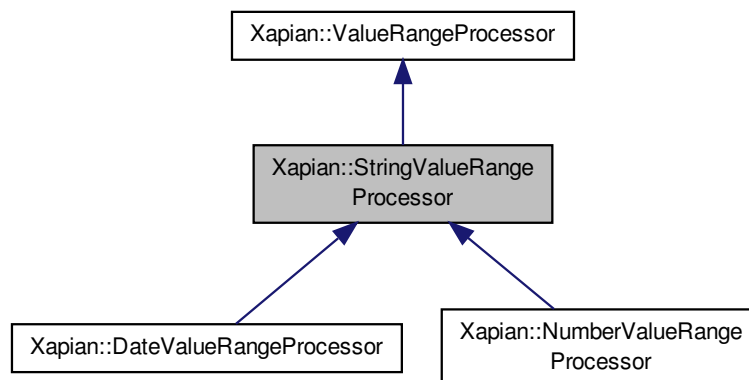 Xapian::ValueRangeProcessor
Xapian::StringValueRange
Processor
Xapian::DateValueRangeProcessor
Xapian::NumberValueRange
Processor